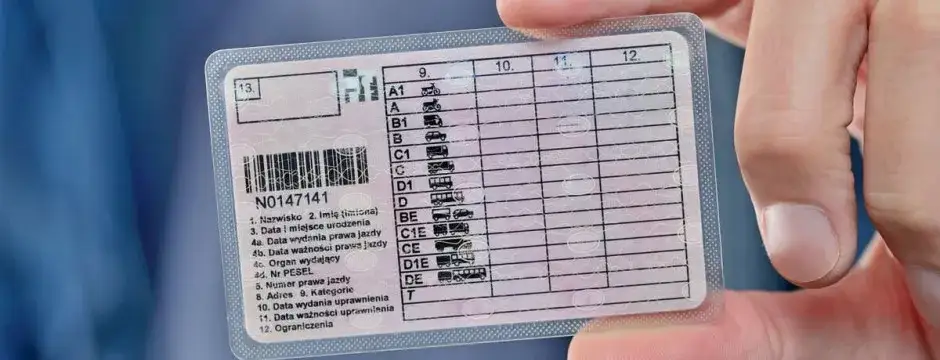 13.
N0147141
1. Nazwisko 2. Imię (imiona)
3. Data i miejsce urodzenia
4a. Data wydania prawa jazdy
4b. Data ważności prawa jazdy
4c. Organ wydający
4d. Nr PESEL
5. Numer prawa jazdy
8. Adres 9. Kategorie
10. Data wydania uprawnienia
11. Data ważności uprawnienia
12. Ograniczenia
9. 10. 11. 12.
A1
A
B1
B
C1
C
D1
D
BE
C1E
CE
D1E
DE
T